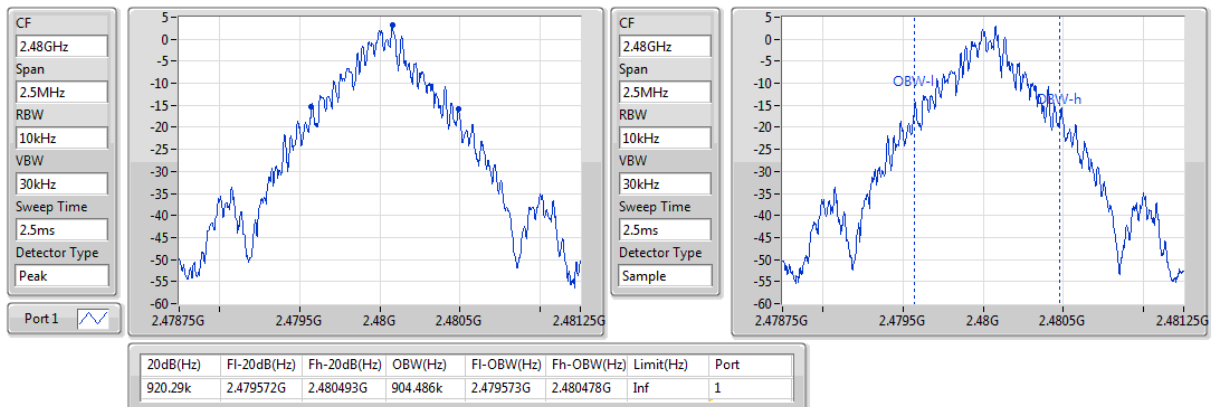 CF
2.48GHz
Span
2.5MHz
RBW
10kHz
VBW
30kHz
Sweep Time
2.5ms
Detector Type
Peak
Port 1
5
0
-5
-10
-15
-20
-25
-30
-35
-40
-45
-50
-55
-60
2.47875G 2.4795G 2.48G 2.4805G 2.48125G
CF
2.48GHz
Span
2.5MHz
RBW
10kHz
VBW
30kHz
Sweep Time
2.5ms
Detector Type
Sample
5
0
-5
-10
-15
-20
-25
-30
-35
-40
-45
-50
-55
-60
OBW-l
OBW-h
2.47875G 2.4795G 2.48G 2.4805G 2.48125G
20dB(Hz) Fl-20dB(Hz) Fh-20dB(Hz) OBW(Hz) Fl-OBW(Hz) Fh-OBW(Hz) Limit(Hz) Port
920.29k 2.479572G 2.480493G 904.486k 2.479573G 2.480478G Inf 1